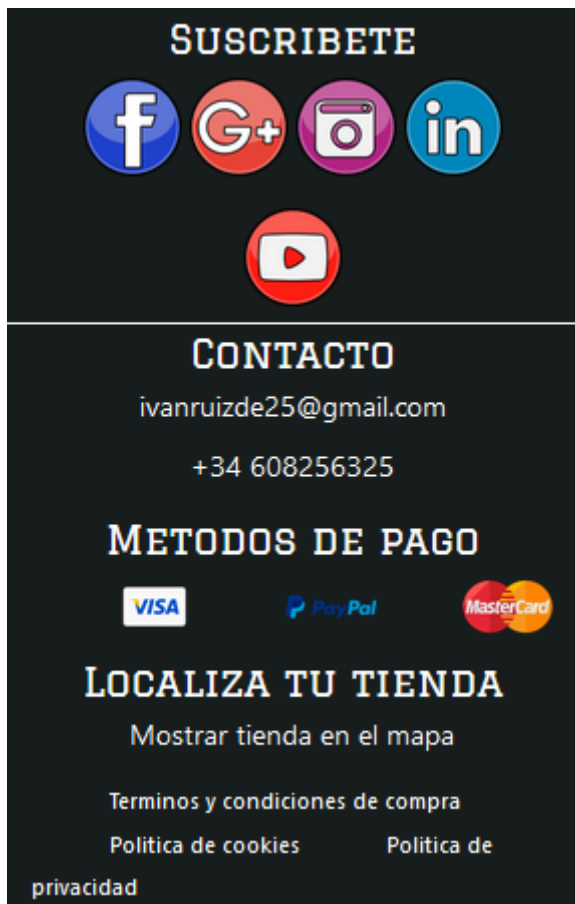 SUSCRIBETE
f G+ in
CONTACTO
ivanruizde25@gmail.com
+34 608256325
METODOS DE PAGO
VISA PayPal MasterCard
LOCALIZA TU TIENDA
Mostrar tienda en el mapa
Terminos y condiciones de compra
Politica de cookies Politica de
privacidad